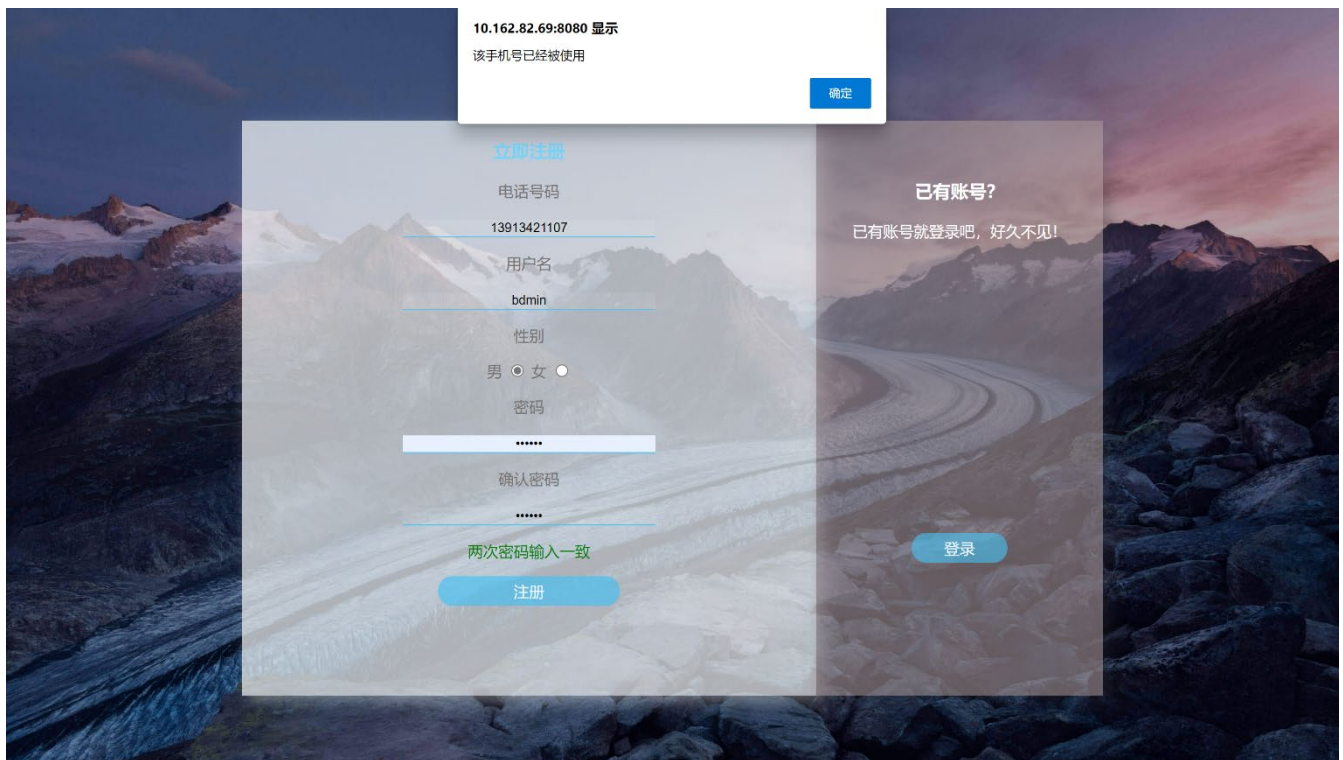 10.162.82.69:8080 显示
该手机号已经被使用
确定
立即注册
电话号码
13913421107
用户名
bdmin
性别
男 女
密码
••••••
确认密码
••••••
两次密码输入一致
注册
已有账号?
已有账号就登录吧，好久不见!
登录